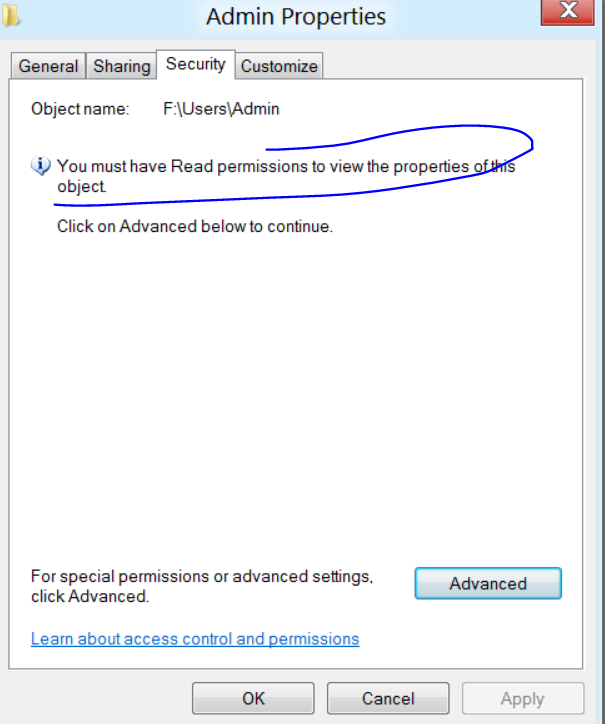 Admin Properties
X
General Sharing Security Customize
Object name: F:\Users\Admin
You must have Read permissions to view the properties of this
object.
Click on Advanced below to continue.
For special permissions or advanced settings,
click Advanced.
Advanced
Learn about access control and permissions
OK Cancel Apply